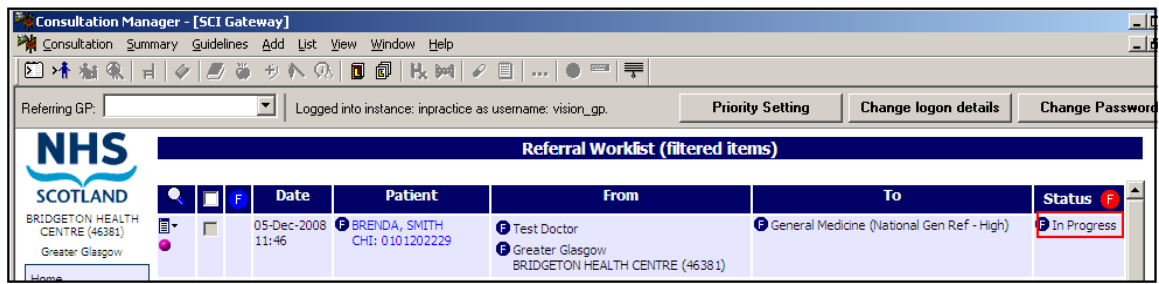 Consultation Manager - [SCI Gateway]
Consultation Summary Guidelines Add List View Window Help
Referring GP: Logged into instance: inpractice as username: vision_gp. Priority Setting Change logon details Change Password
NHS
SCOTLAND
BRIDGETON HEALTH
CENTRE (46381)
Greater Glasgow
Home
Referral Worklist (filtered items)
F Date Patient From To Status F
05-Dec-2008
11:46
F BRENDA, SMITH
CHI: 0101202229
F Test Doctor
F Greater Glasgow
BRIDGETON HEALTH CENTRE (46381)
F General Medicine (National Gen Ref - High)
F In Progress